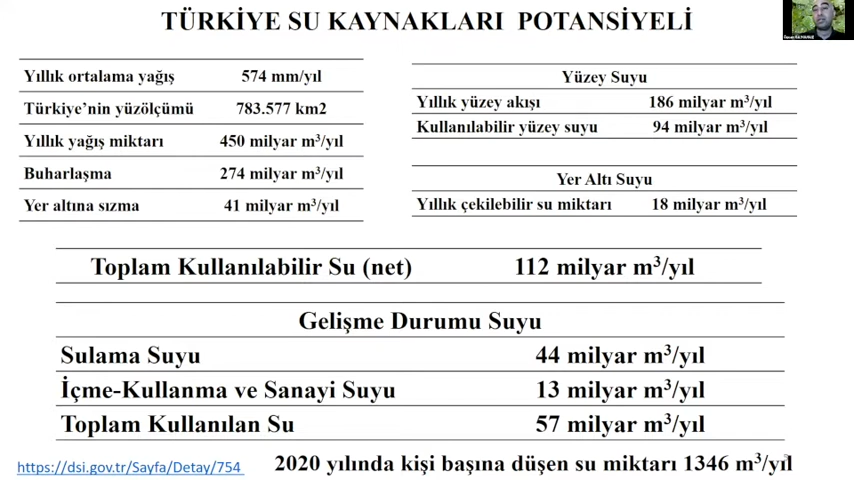 TÜRKİYE SU KAYNAKLARI POTANSİYELİ
Yıllık ortalama yağış 574 mm/yıl
Türkiye'nin yüzölçümü 783.577 km2
Yıllık yağış miktarı 450 milyar m³/yıl
Buharlaşma 274 milyar m³/yıl
Yer altına sızma 41 milyar m³/yıl
Yüzey Suyu
Yıllık yüzey akışı 186 milyar m³/yıl
Kullanılabilir yüzey suyu 94 milyar m³/yıl
Yer Altı Suyu
Yıllık çekilebilir su miktarı 18 milyar m³/yıl
Toplam Kullanılabilir Su (net) 112 milyar m³/yıl
Gelişme Durumu Suyu
Sulama Suyu 44 milyar m³/yıl
İçme-Kullanma ve Sanayi Suyu 13 milyar m³/yıl
Toplam Kullanılan Su 57 milyar m³/yıl
https://dsi.gov.tr/Sayfa/Detay/754 2020 yılında kişi başına düşen su miktarı 1346 m³/yıl